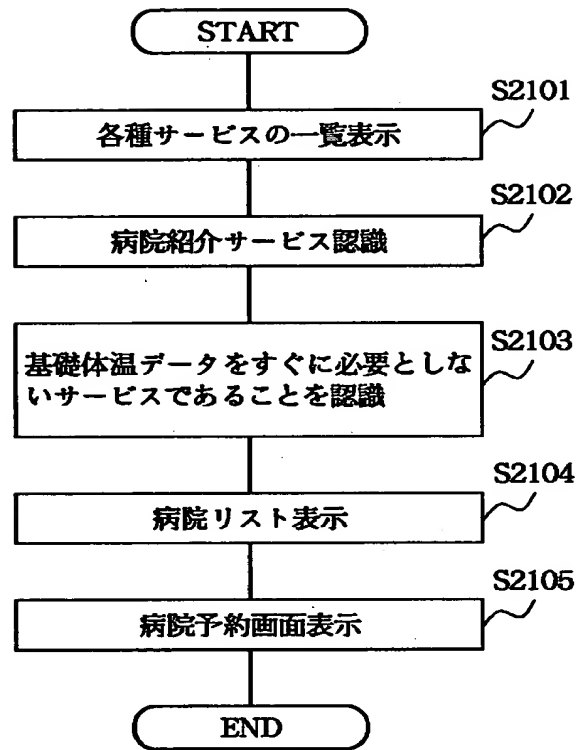 START
S2101
各種サービスの一覧表示
S2102
病院紹介サービス認識
S2103
基礎体温データをすぐに必要としな
いサービスであることを認識
S2104
病院リスト表示
S2105
病院予約画面表示
END